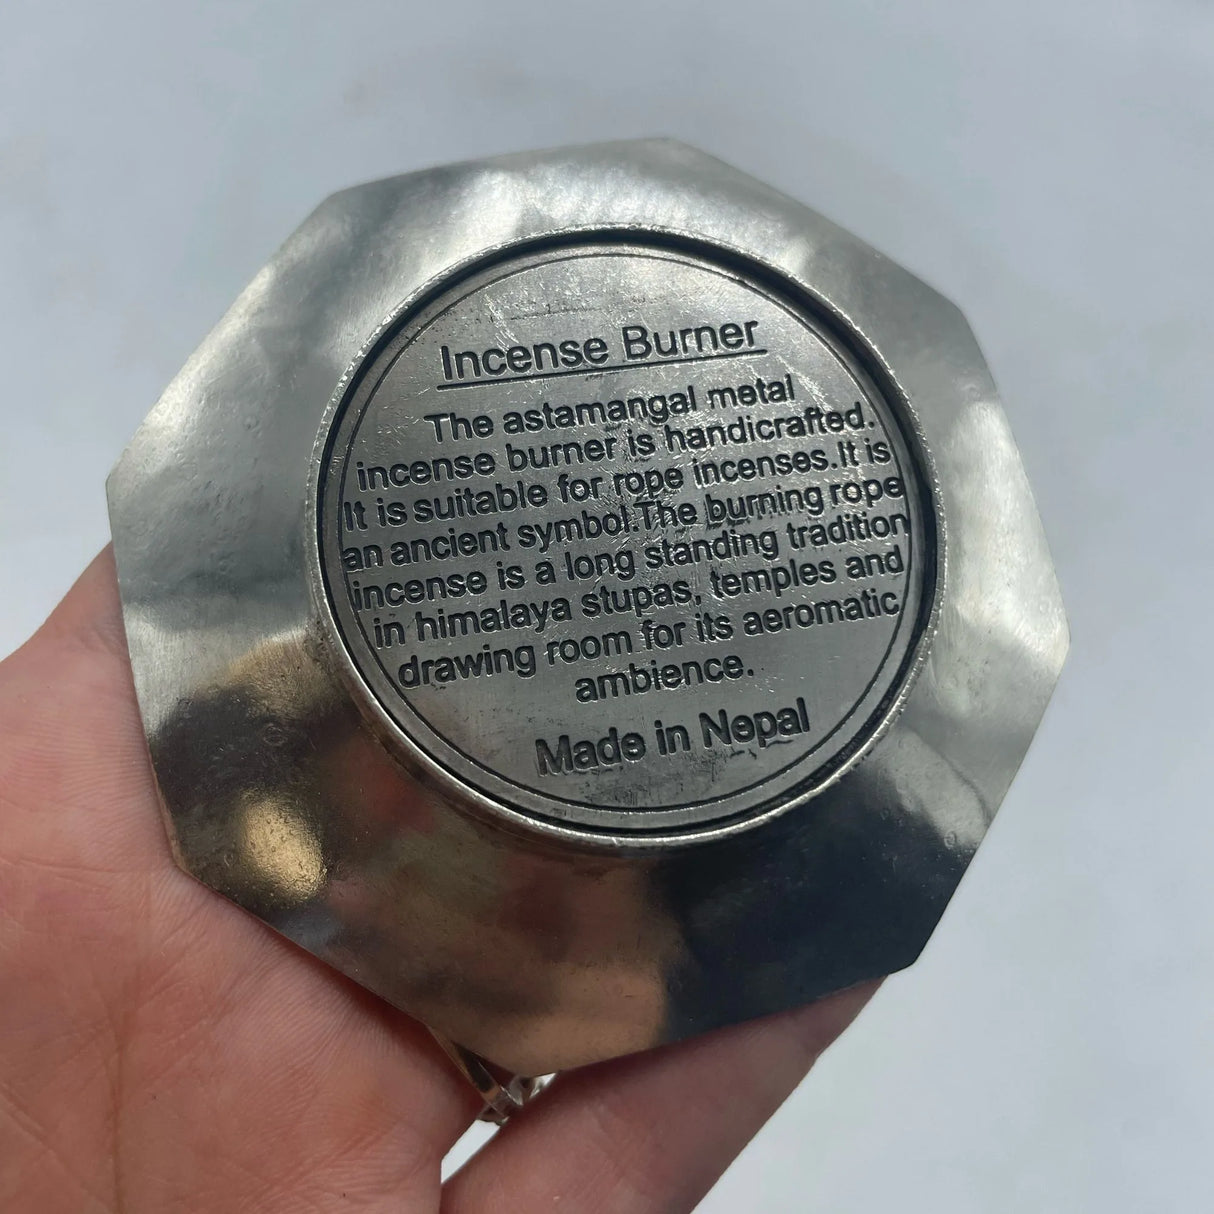 Incense Burner
The astamangal metal
incense burner is handicrafted.
It is suitable for rope incenses.It is
an ancient symbol.The burning rope
incense is a long standing tradition
in himalaya stupas, temples and
drawing room for its aeromatic
ambience.
Made in Nepal